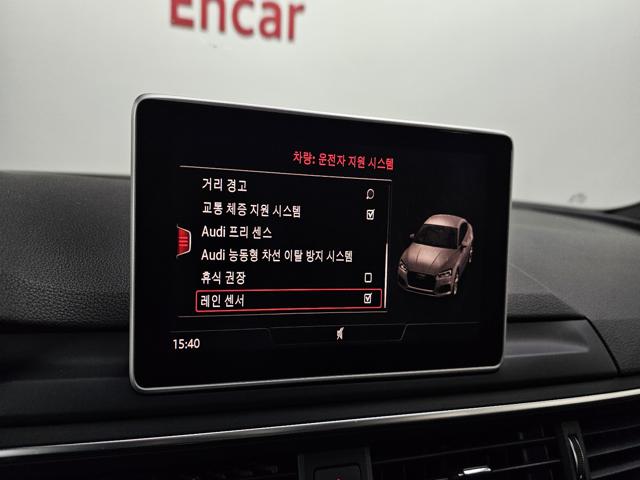 Encar
차량: 운전자 지원 시스템
거리 경고
교통 체증 지원 시스템
Audi 프리 센스
Audi 능동형 차선 이탈 방지 시스템
휴식 권장
레인 센서
15:40